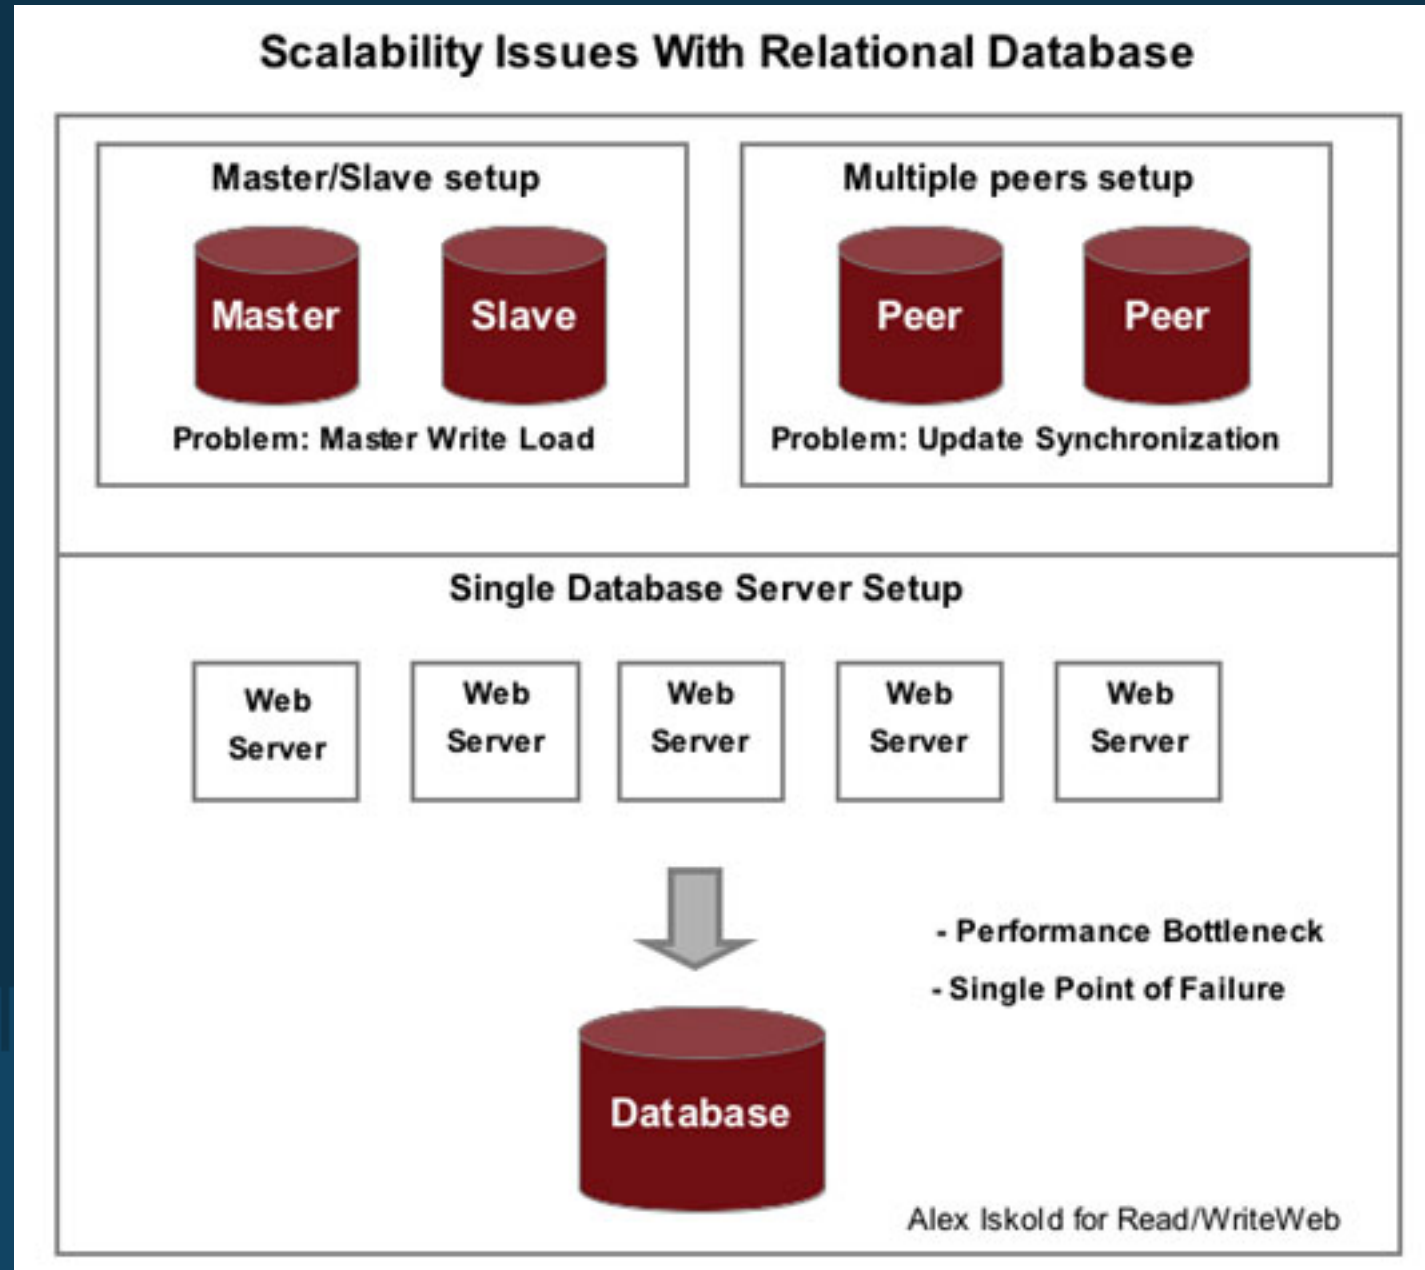 Scalability Issues With Relational Database
Master/Slave setup
Master
Slave
Problem: Master Write Load
Multiple peers setup
Peer
Peer
Problem: Update Synchronization
Single Database Server Setup
Web
Server
Web
Server
Web
Server
Web
Server
Web
Server
- Performance Bottleneck
- Single Point of Failure
Database
Alex Iskold for Read/WriteWeb